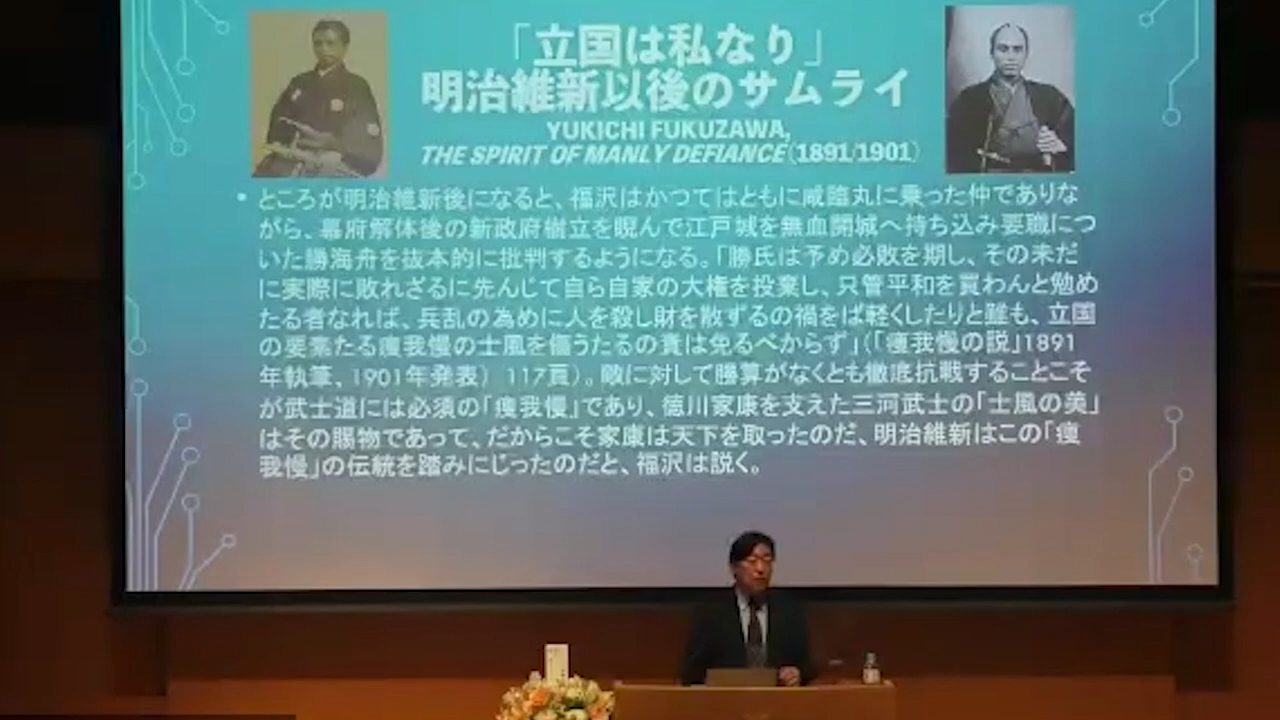 「立国は私なり」
明治維新以後のサムライ
YUKICHI FUKUZAWA,
THE SPIRIT OF MANLY DEFIANCE(1891/1901)
• ところが明治維新後になると、福沢はかつてはともに咸臨丸に乗った仲でありな
がら、幕府解体後の新政府樹立を睨んで江戸城を無血開城へ持ち込み要職につ
いた勝海舟を抜本的に批判するようになる。「勝氏は予め必敗を期し、その未だ
に実際に敗れざるに先んじて自ら自家の大権を投棄し、只管平和を買わんと勉め
たる者なれば、兵乱の為めに人を殺し財を散ずるの禍をば軽くしたりと雖も、立国
の要素たる瘦我慢の士風を傷うたるの責は免るべからず」(「瘦我慢の説」1891
年執筆、1901年発表) 117頁)。敵に対して勝算がなくとも徹底抗戦することこそ
が武士道には必須の「瘦我慢」であり、徳川家康を支えた三河武士の「士風の美」
はその賜物であって、だからこそ家康は天下を取ったのだ、明治維新はこの「瘦
我慢」の伝統を踏みにじったのだと、福沢は説く。